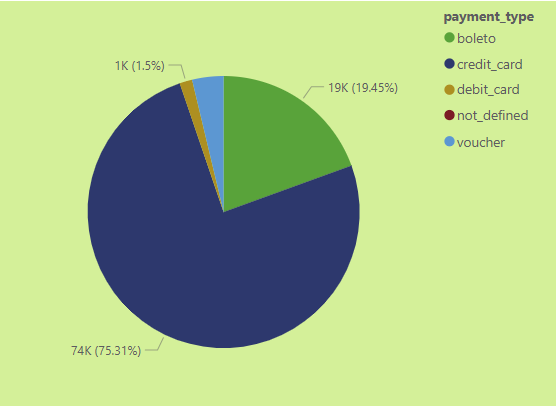 payment_type
boleto
credit_card
debit_card
not_defined
voucher
1K (1.5%)
19K (19.45%)
74K (75.31%)